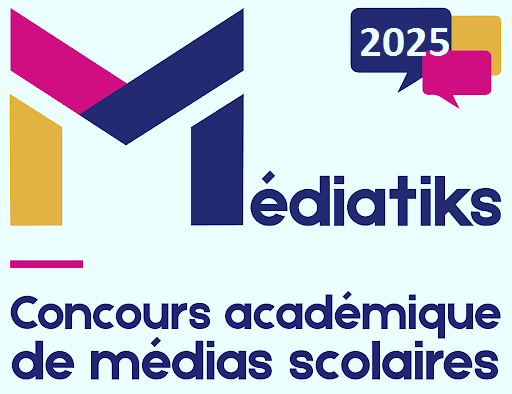 2025
Médiatiks
Concours académique
de médias scolaires